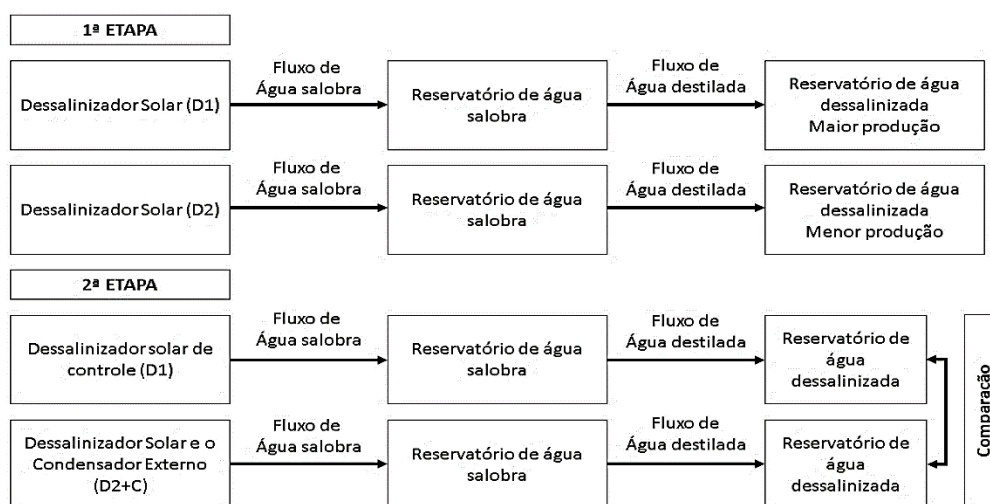 1ª ETAPA
Dessalinizador Solar (D1)
Fluxo de
Água salobra
Reservatório de água
salobra
Fluxo de
Água destilada
Reservatório de água
dessalinizada
Maior produção
Dessalinizador Solar (D2)
Fluxo de
Água salobra
Reservatório de água
salobra
Fluxo de
Água destilada
Reservatório de água
dessalinizada
Menor produção
2ª ETAPA
Dessalinizador solar de
controle (D1)
Fluxo de
Água salobra
Reservatório de água
salobra
Fluxo de
Água destilada
Reservatório de
água
dessalinizada
Dessalinizador Solar e o
Condensador Externo
(D2+C)
Fluxo de
Água salobra
Reservatório de água
salobra
Fluxo de
Água destilada
Reservatório de
água
dessalinizada
Comparação